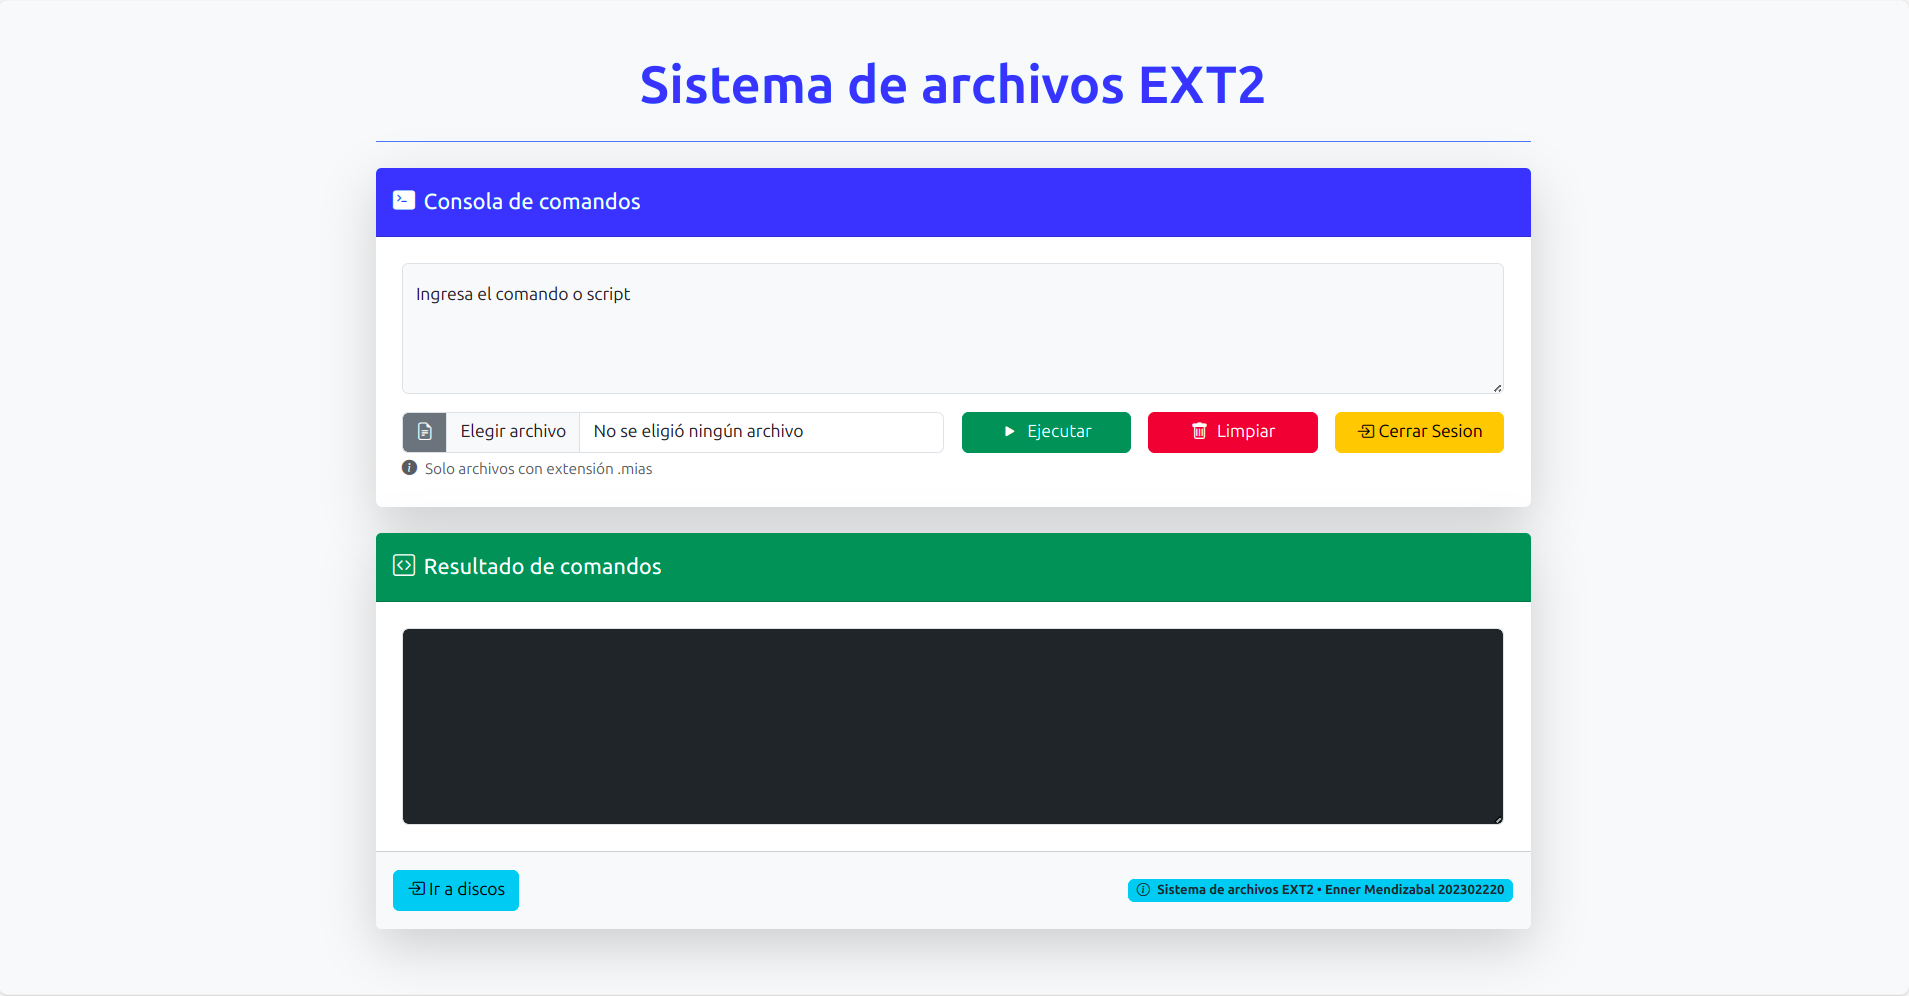 Sistema de archivos EXT2
Consola de comandos
Ingresa el comando o script
Elegir archivo No se eligió ningún archivo Ejecutar Limpiar Cerrar Sesion
Solo archivos con extensión .mias
Resultado de comandos
Ir a discos Sistema de archivos EXT2 • Enner Mendizabal 202302220